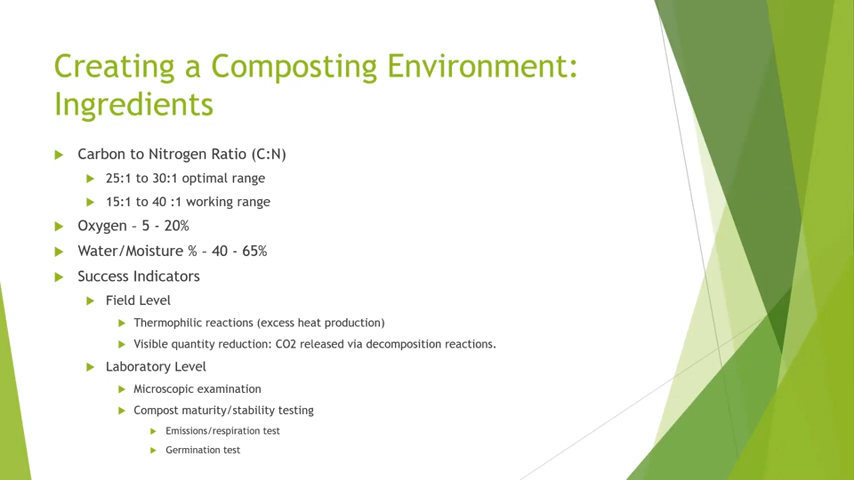 Creating a Composting Environment:
Ingredients
Carbon to Nitrogen Ratio (C:N)
25:1 to 30:1 optimal range
15:1 to 40 :1 working range
Oxygen – 5 - 20%
Water/Moisture % – 40 - 65%
Success Indicators
Field Level
Thermophilic reactions (excess heat production)
Visible quantity reduction: CO2 released via decomposition reactions.
Laboratory Level
Microscopic examination
Compost maturity/stability testing
Emissions/respiration test
Germination test